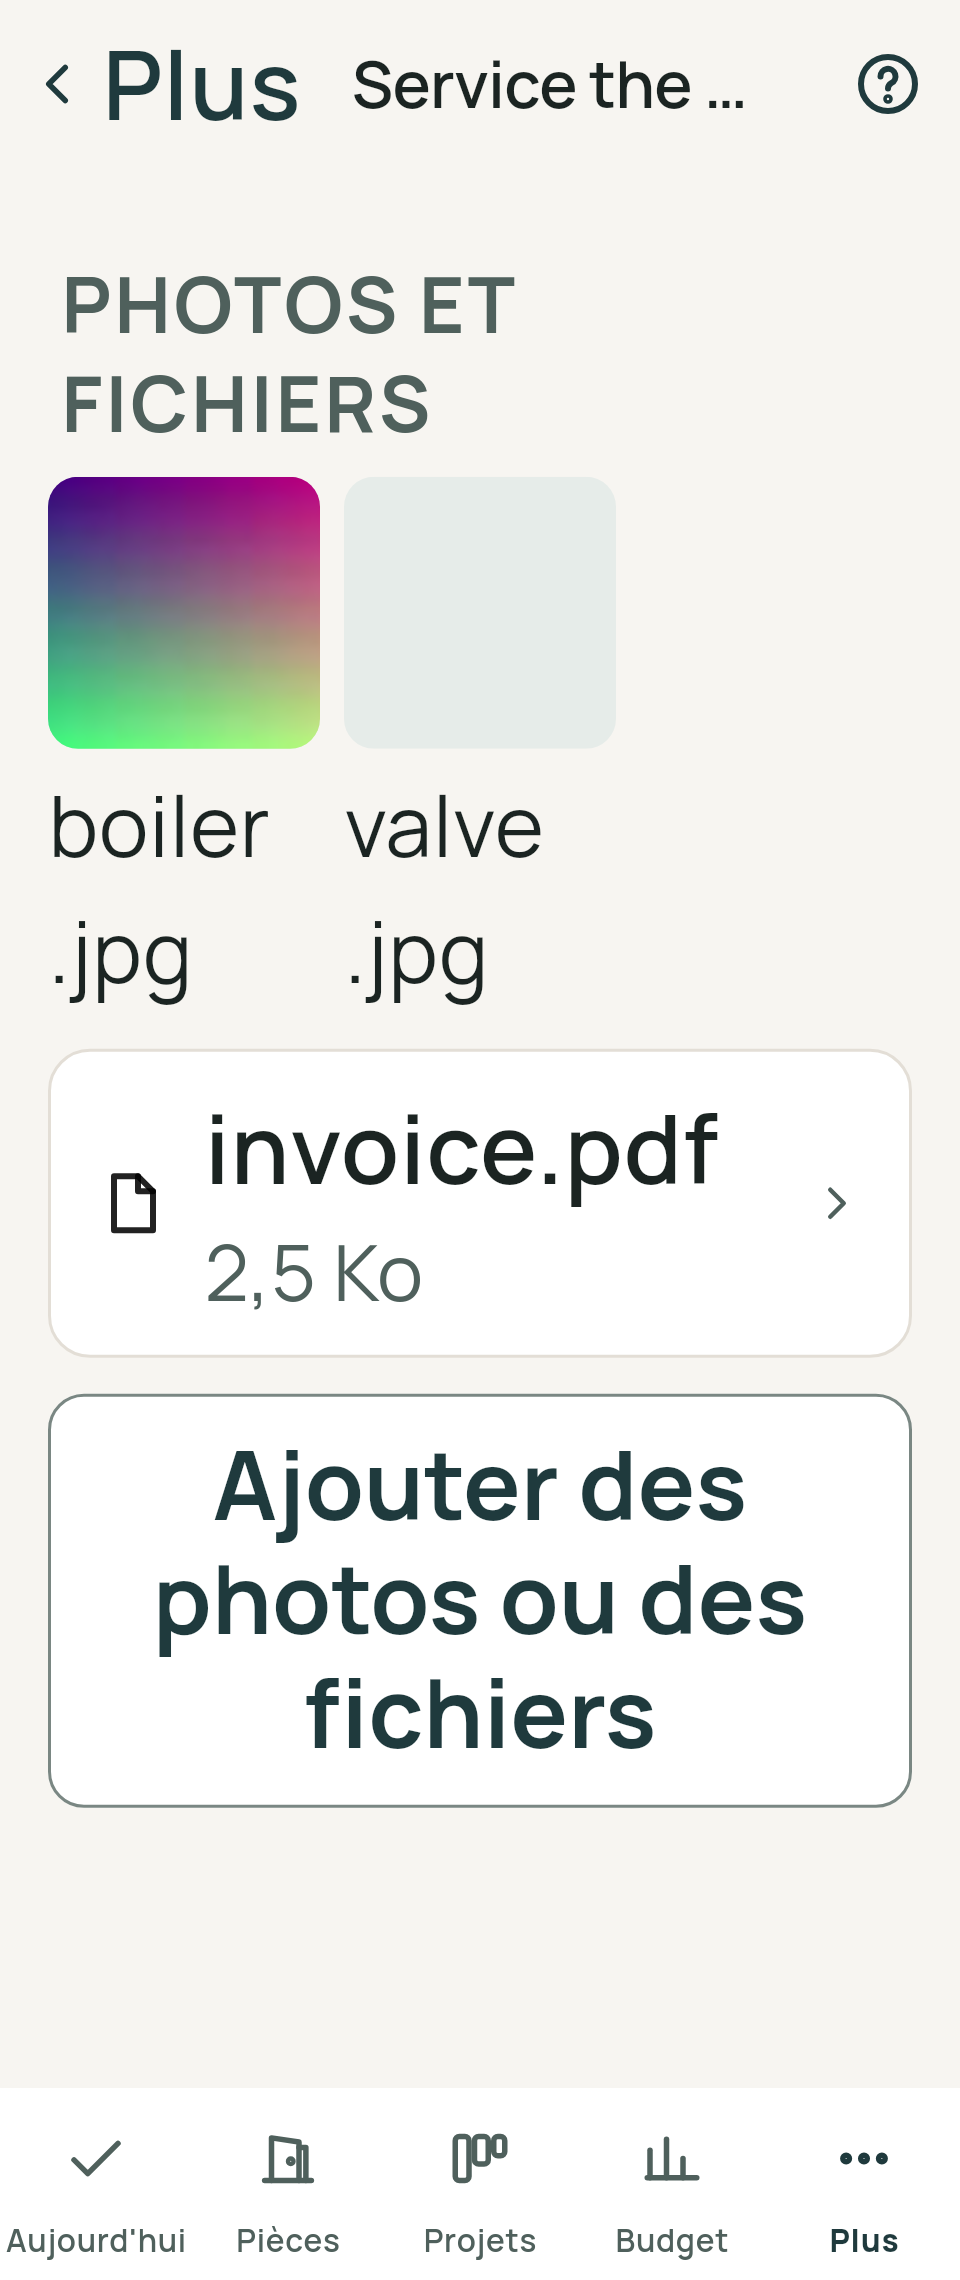 Plus Service the ...
PHOTOS ET
FICHIERS
boiler valve
.jpg .jpg
invoice.pdf
2,5 Ko
Ajouter des
photos ou des
fichiers
Aujourd'hui Pièces Projets Budget Plus